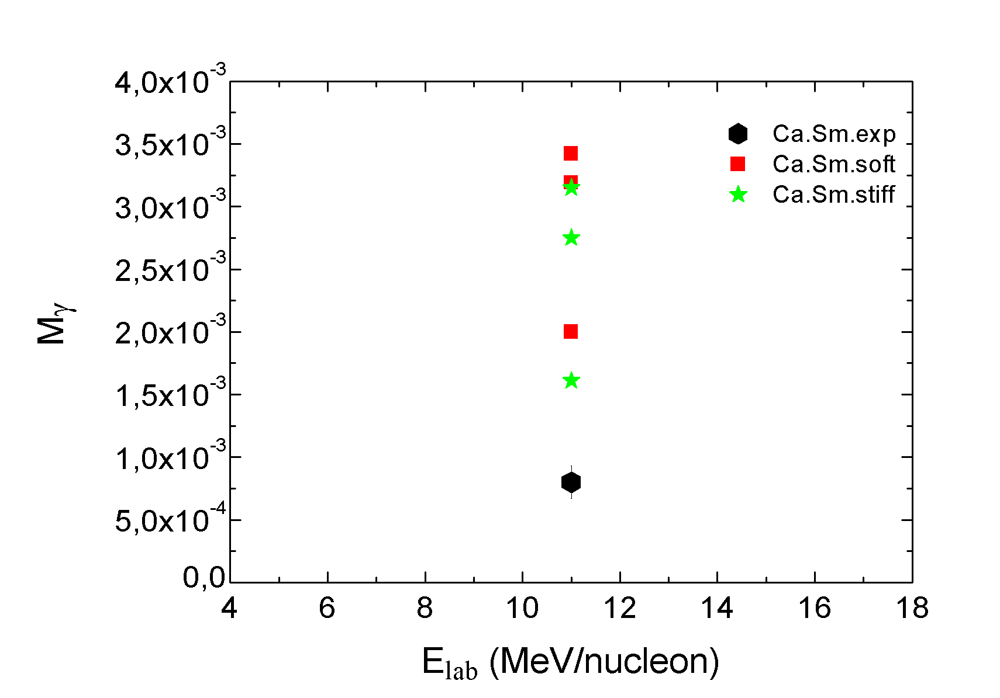 4,0x10⁻³
3,5x10⁻³
3,0x10⁻³
2,5x10⁻³
2,0x10⁻³
1,5x10⁻³
1,0x10⁻³
5,0x10⁻⁴
0,0
Mγ
Ca.Sm.exp
Ca.Sm.soft
Ca.Sm.stiff
4 6 8 10 12 14 16 18
E_lab (MeV/nucleon)